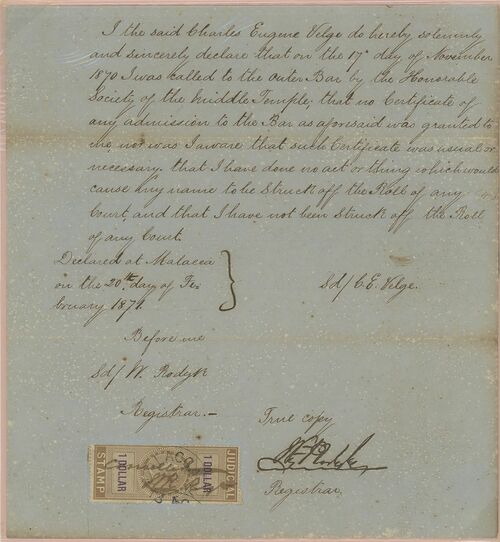 I the said Charles Eugene Velge do hereby solemnly
and sincerely declare that on the 17th day of November
1870 I was called to the Outer Bar by the Honorable
Society of the Middle Temple; that no Certificate of
any admission to the Bar as aforesaid was granted to
me nor was I aware that such Certificate was usual or
necessary. that I have done no act or thing which would
cause my name to be Struck off the Roll of any
Court, and that I have not been Struck off the Roll
of any Court.
Declared at Malacca
on the 20th day of Fe-
bruary 1871.
Sd/ C. E. Velge.
Before me
Sd/ W. Rodyk
Registrar.-
True copy
Registrar.
STAMP
1 DOLLAR
1 DOLLAR
JUDICIAL